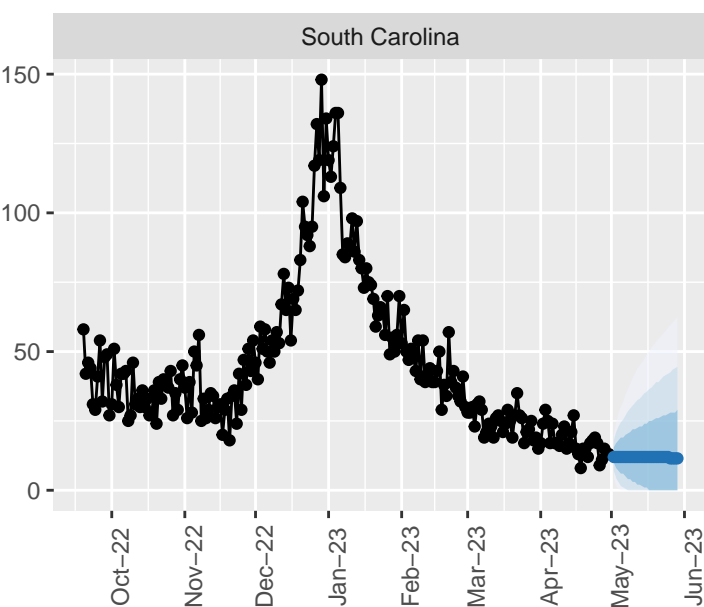 South Carolina
150
100
50
0
Oct−22
Nov−22
Dec−22
Jan−23
Feb−23
Mar−23
Apr−23
May−23
Jun−23